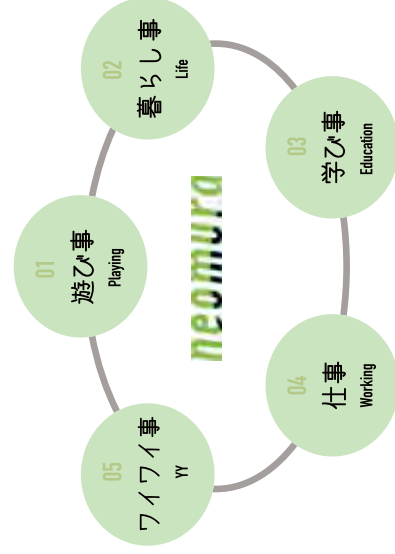 01
遊び事
Playing
02
暮らし事
Life
03
学び事
Education
04
仕事
Working
05
ワイワイ事
YY
neomura